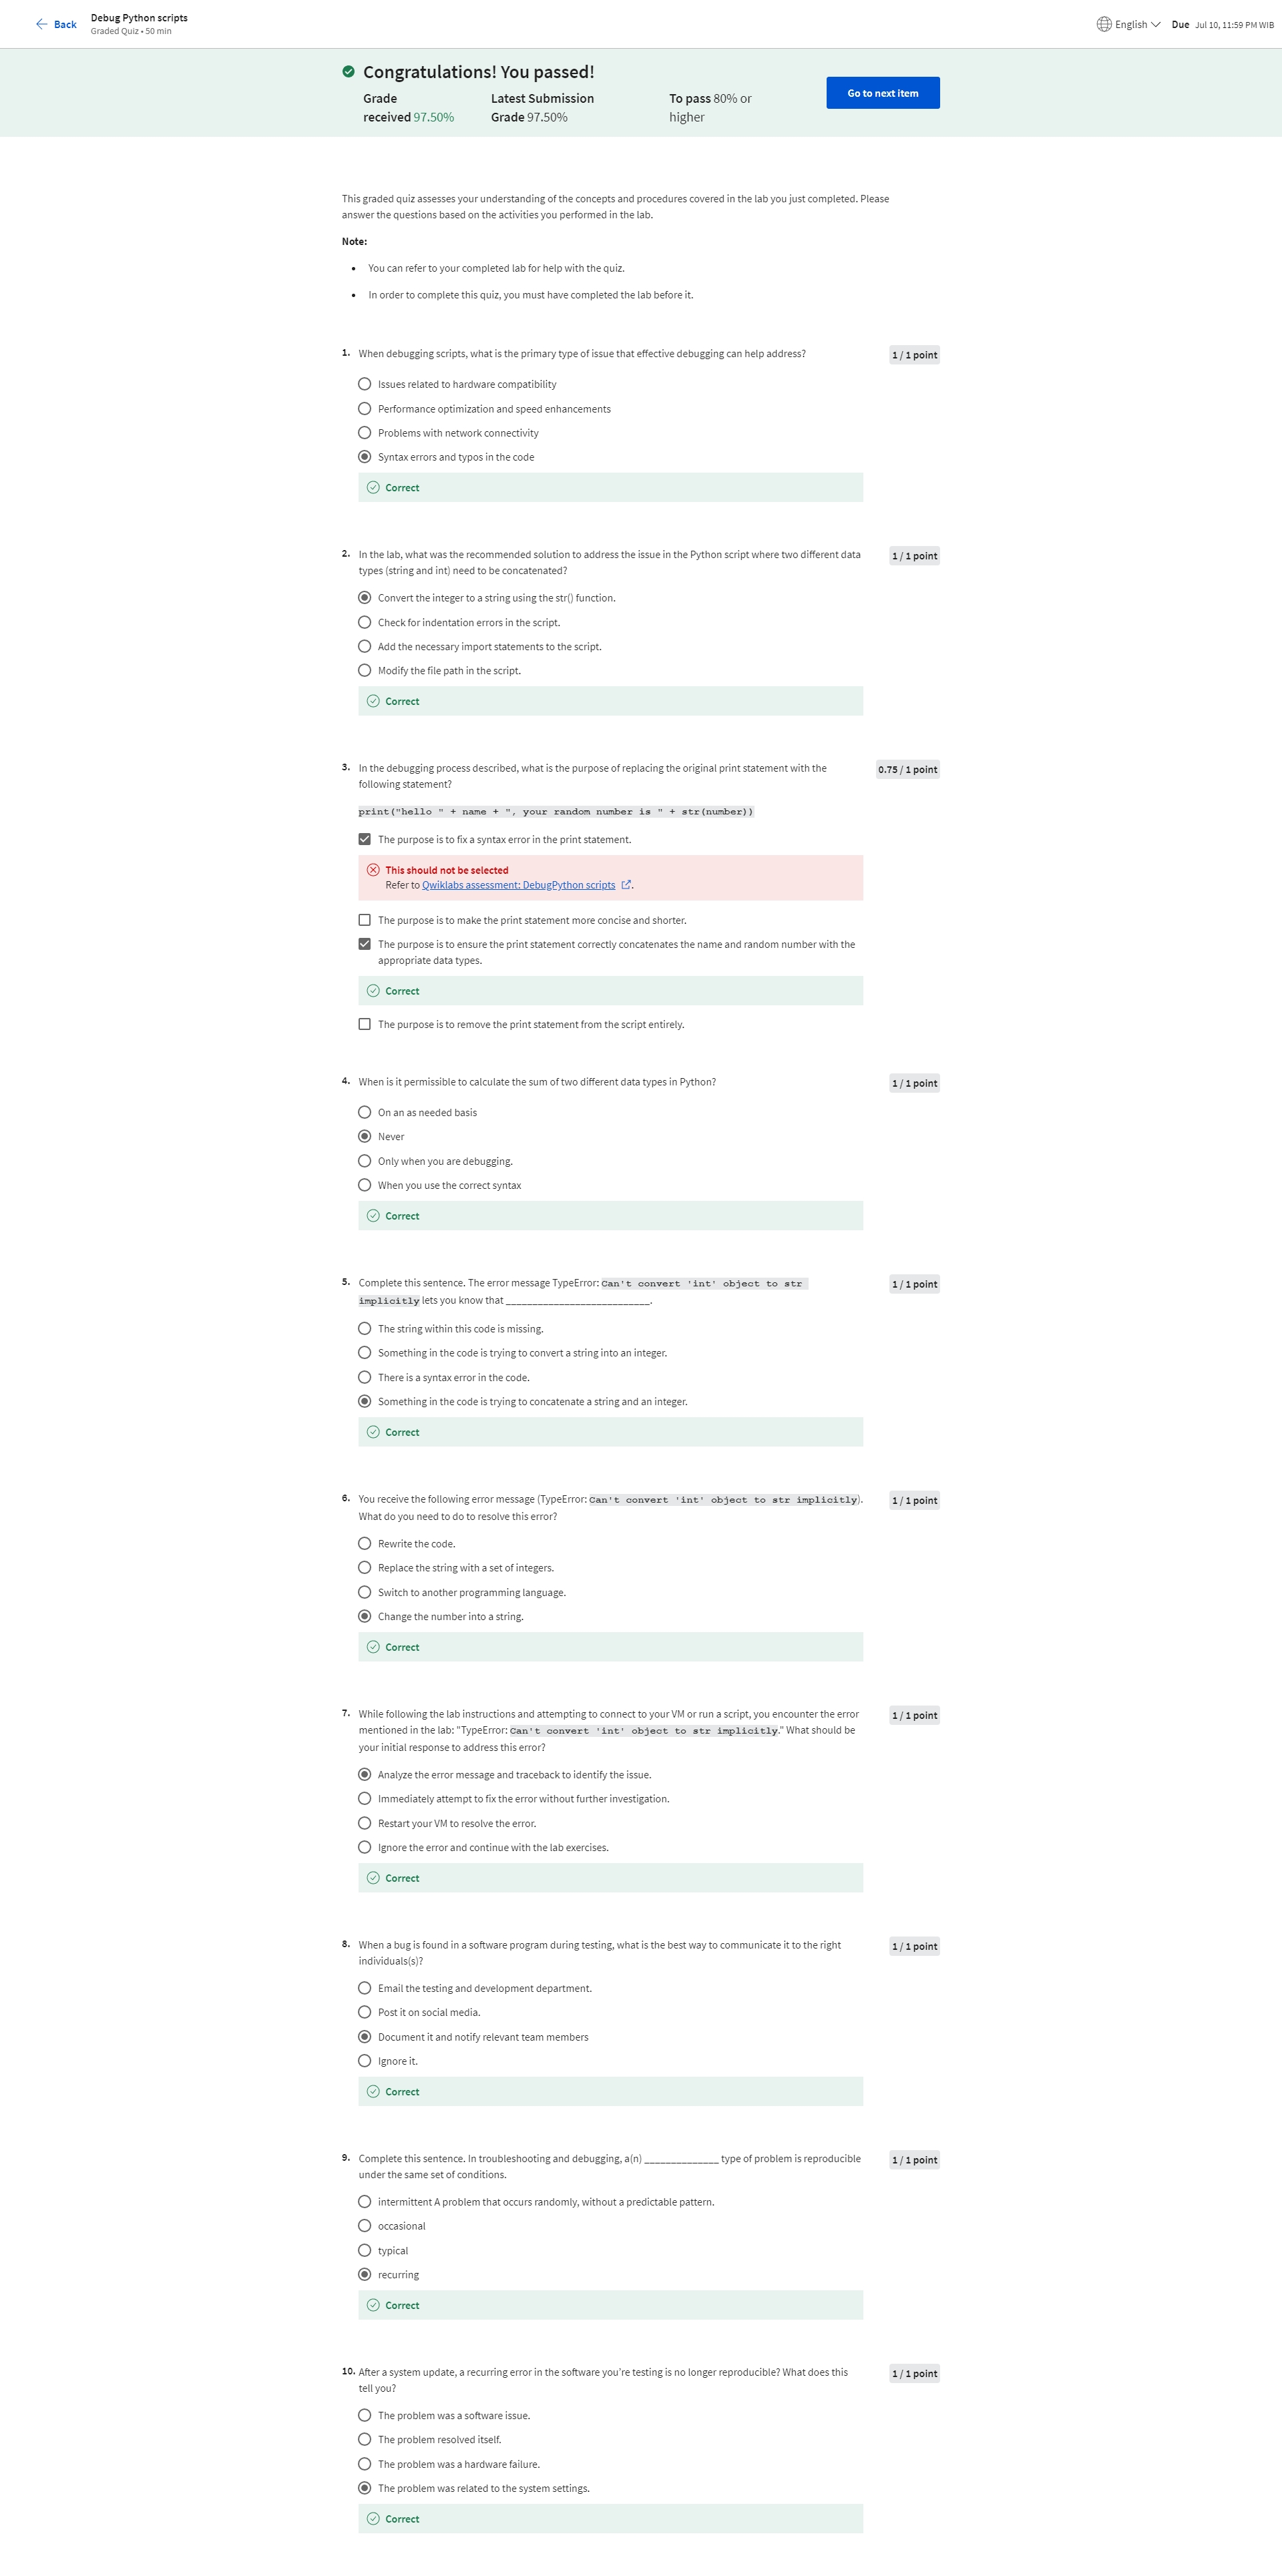 Back
Debug Python scripts
Graded Quiz • 50 min
English
Due Jul 10, 11:59 PM WIB
Congratulations! You passed!
Grade
received 97.50%
Latest Submission
Grade 97.50%
To pass 80% or
higher
Go to next item
This graded quiz assesses your understanding of the concepts and procedures covered in the lab you just completed. Please
answer the questions based on the activities you performed in the lab.
Note:
• You can refer to your completed lab for help with the quiz.
• In order to complete this quiz, you must have completed the lab before it.
1. When debugging scripts, what is the primary type of issue that effective debugging can help address?
1 / 1 point
Issues related to hardware compatibility
Performance optimization and speed enhancements
Problems with network connectivity
Syntax errors and typos in the code
Correct
2. In the lab, what was the recommended solution to address the issue in the Python script where two different data
types (string and int) need to be concatenated?
1 / 1 point
Convert the integer to a string using the str() function.
Check for indentation errors in the script.
Add the necessary import statements to the script.
Modify the file path in the script.
Correct
3. In the debugging process described, what is the purpose of replacing the original print statement with the
following statement?
0.75 / 1 point
print("hello " + name + ", your random number is " + str(number))
The purpose is to fix a syntax error in the print statement.
This should not be selected
Refer to Qwiklabs assessment: DebugPython scripts .
The purpose is to make the print statement more concise and shorter.
The purpose is to ensure the print statement correctly concatenates the name and random number with the
appropriate data types.
Correct
The purpose is to remove the print statement from the script entirely.
4. When is it permissible to calculate the sum of two different data types in Python?
1 / 1 point
On an as needed basis
Never
Only when you are debugging.
When you use the correct syntax
Correct
5. Complete this sentence. The error message TypeError: Can't convert 'int' object to str
implicitly lets you know that ___________________________.
1 / 1 point
The string within this code is missing.
Something in the code is trying to convert a string into an integer.
There is a syntax error in the code.
Something in the code is trying to concatenate a string and an integer.
Correct
6. You receive the following error message (TypeError: Can't convert 'int' object to str implicitly).
What do you need to do to resolve this error?
1 / 1 point
Rewrite the code.
Replace the string with a set of integers.
Switch to another programming language.
Change the number into a string.
Correct
7. While following the lab instructions and attempting to connect to your VM or run a script, you encounter the error
mentioned in the lab: "TypeError: Can't convert 'int' object to str implicitly." What should be
your initial response to address this error?
1 / 1 point
Analyze the error message and traceback to identify the issue.
Immediately attempt to fix the error without further investigation.
Restart your VM to resolve the error.
Ignore the error and continue with the lab exercises.
Correct
8. When a bug is found in a software program during testing, what is the best way to communicate it to the right
individuals(s)?
1 / 1 point
Email the testing and development department.
Post it on social media.
Document it and notify relevant team members
Ignore it.
Correct
9. Complete this sentence. In troubleshooting and debugging, a(n) ______________ type of problem is reproducible
under the same set of conditions.
1 / 1 point
intermittent A problem that occurs randomly, without a predictable pattern.
occasional
typical
recurring
Correct
10. After a system update, a recurring error in the software you're testing is no longer reproducible? What does this
tell you?
1 / 1 point
The problem was a software issue.
The problem resolved itself.
The problem was a hardware failure.
The problem was related to the system settings.
Correct